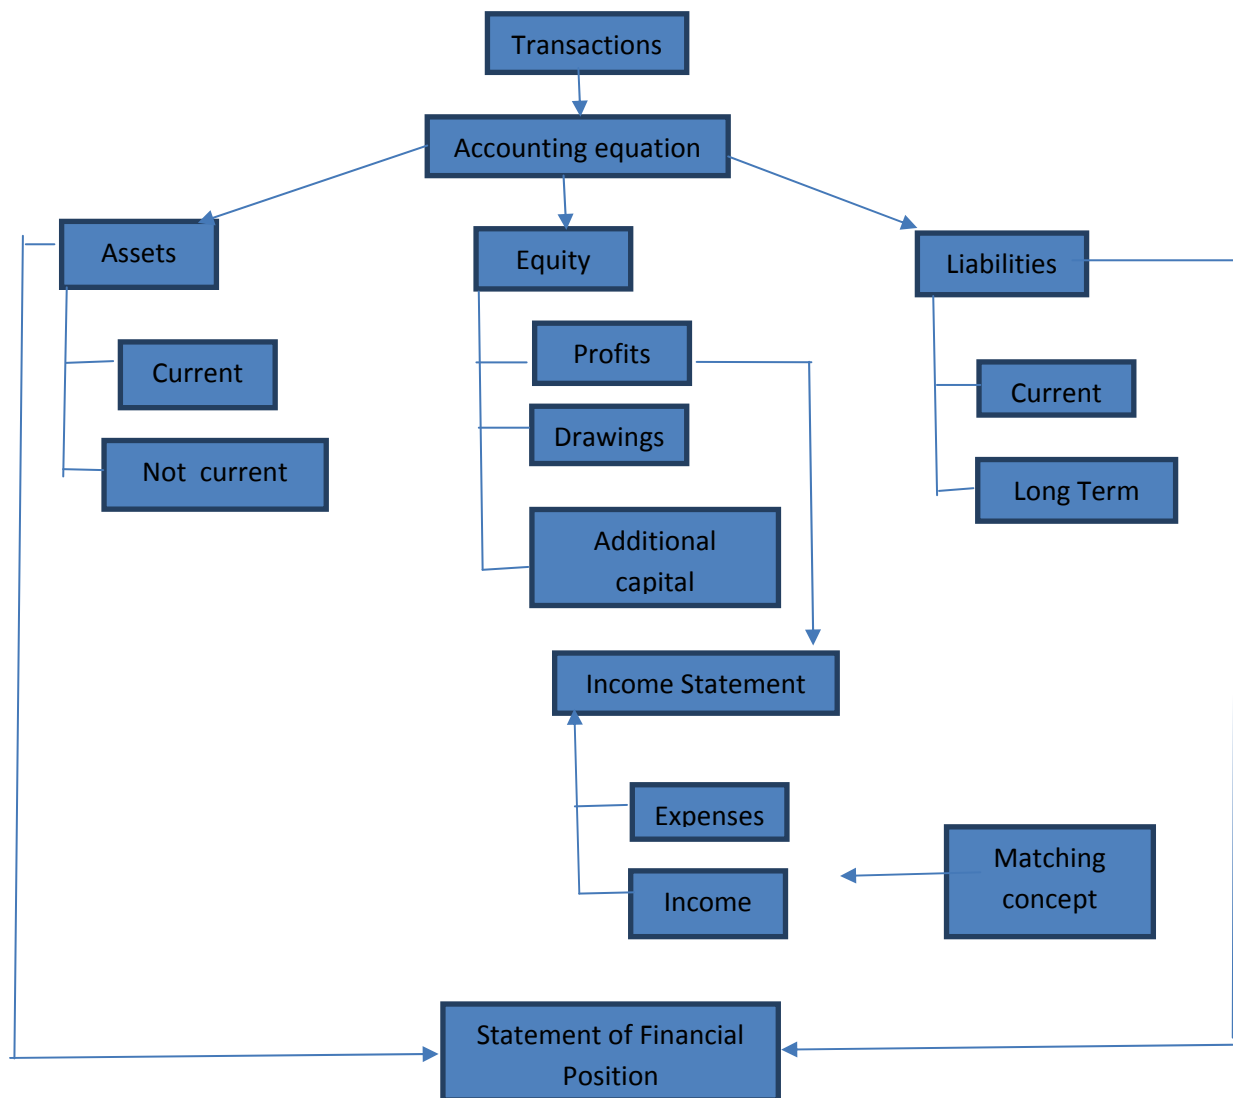 Transactions
Accounting equation
Assets
Equity
Liabilities
Profits
Current
Current
Drawings
Not current
Long Term
Additional
capital
Income Statement
Expenses
Matching
concept
Income
Statement of Financial
Position